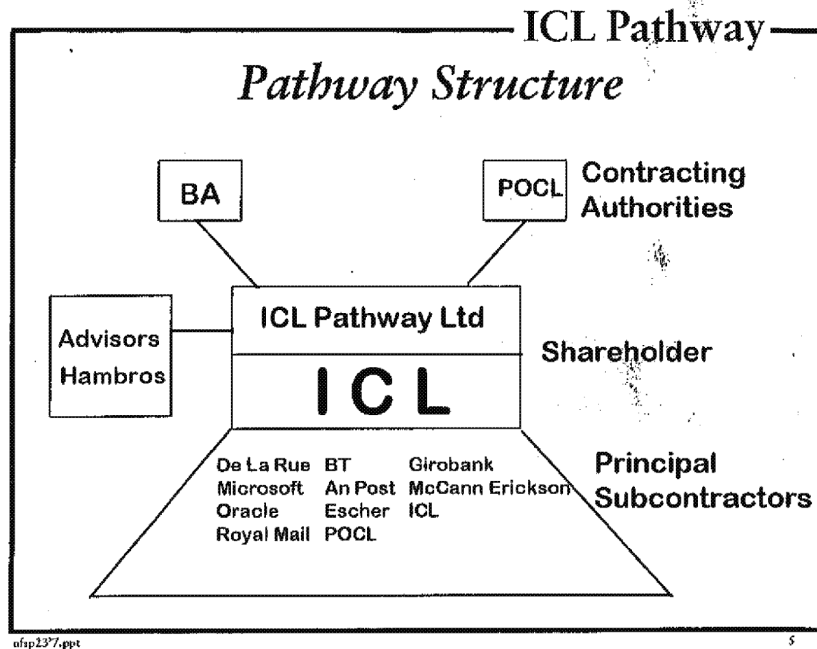 ICL Pathway
Pathway Structure
BA
POCL
Contracting
Authorities
ICL Pathway Ltd
Advisors
Hambros
Shareholder
ICL
De La Rue BT Girobank
Microsoft An Post McCann Erickson
Oracle Escher ICL
Royal Mail POCL
Principal
Subcontractors
5